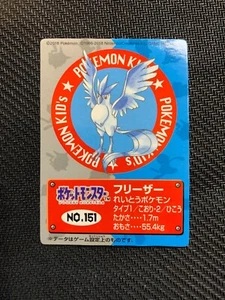 POKÉMON KIDS
POKÉMON KIDS
POKÉMON KIDS
ポケットモンスター
NO.151
フリーザー
れいとうポケモン
タイプ1/こおり・2/ひこう
たかさ‥‥1.7m
おもさ‥‥55.4kg
※データはゲーム設定上のものです。